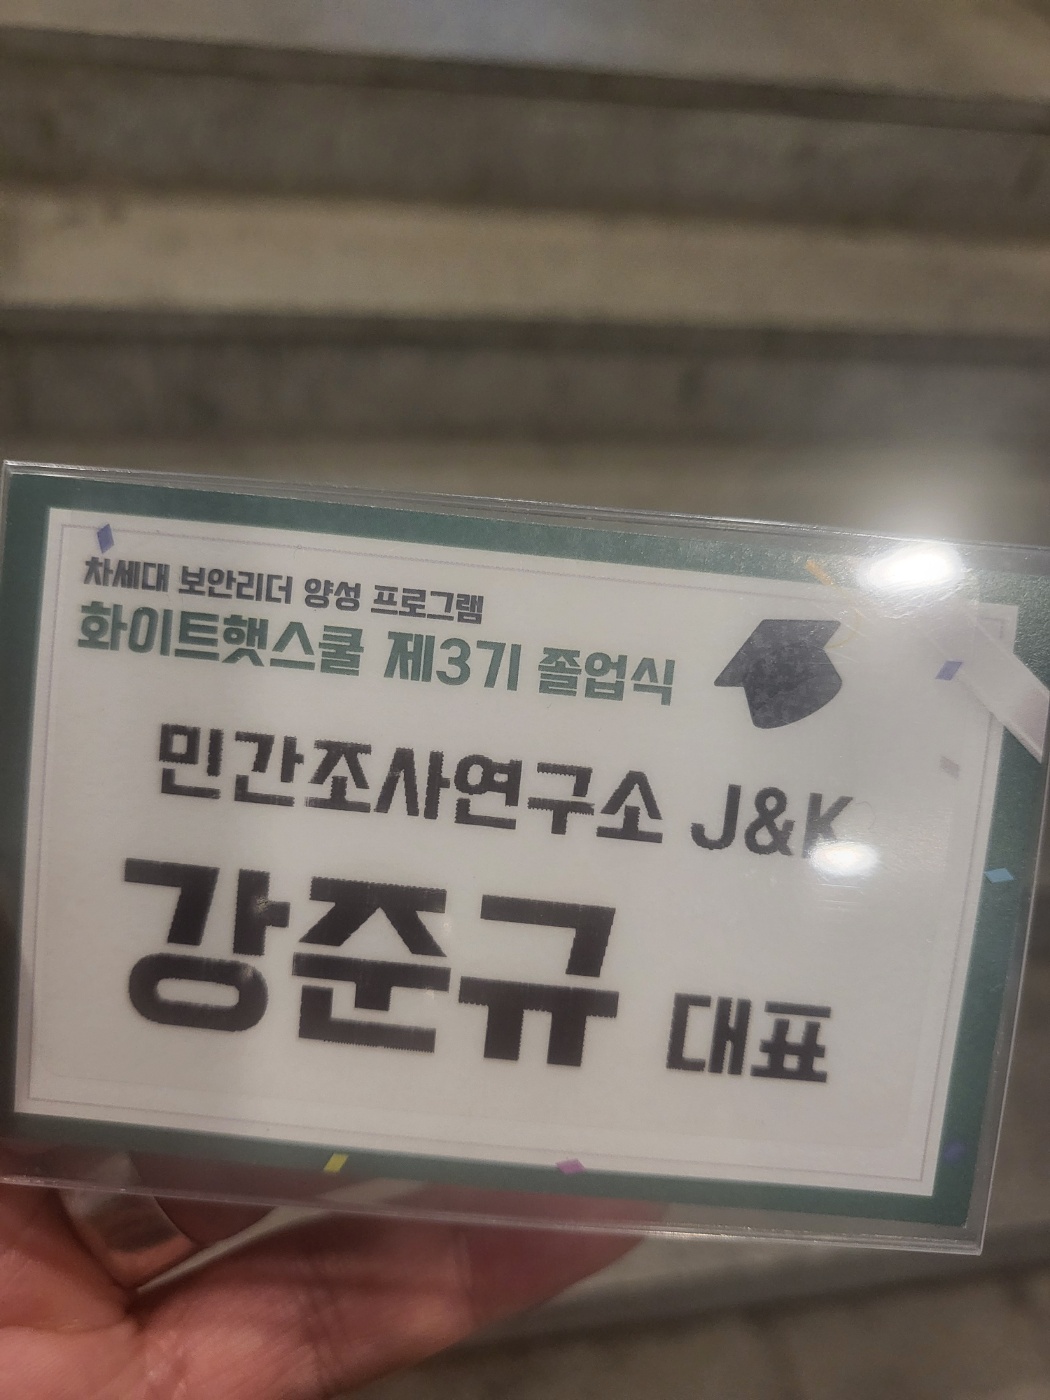 차세대 보안리더 양성 프로그램
화이트햇스쿨 제3기 졸업식
민간조사연구소 J&K
강준규 대표